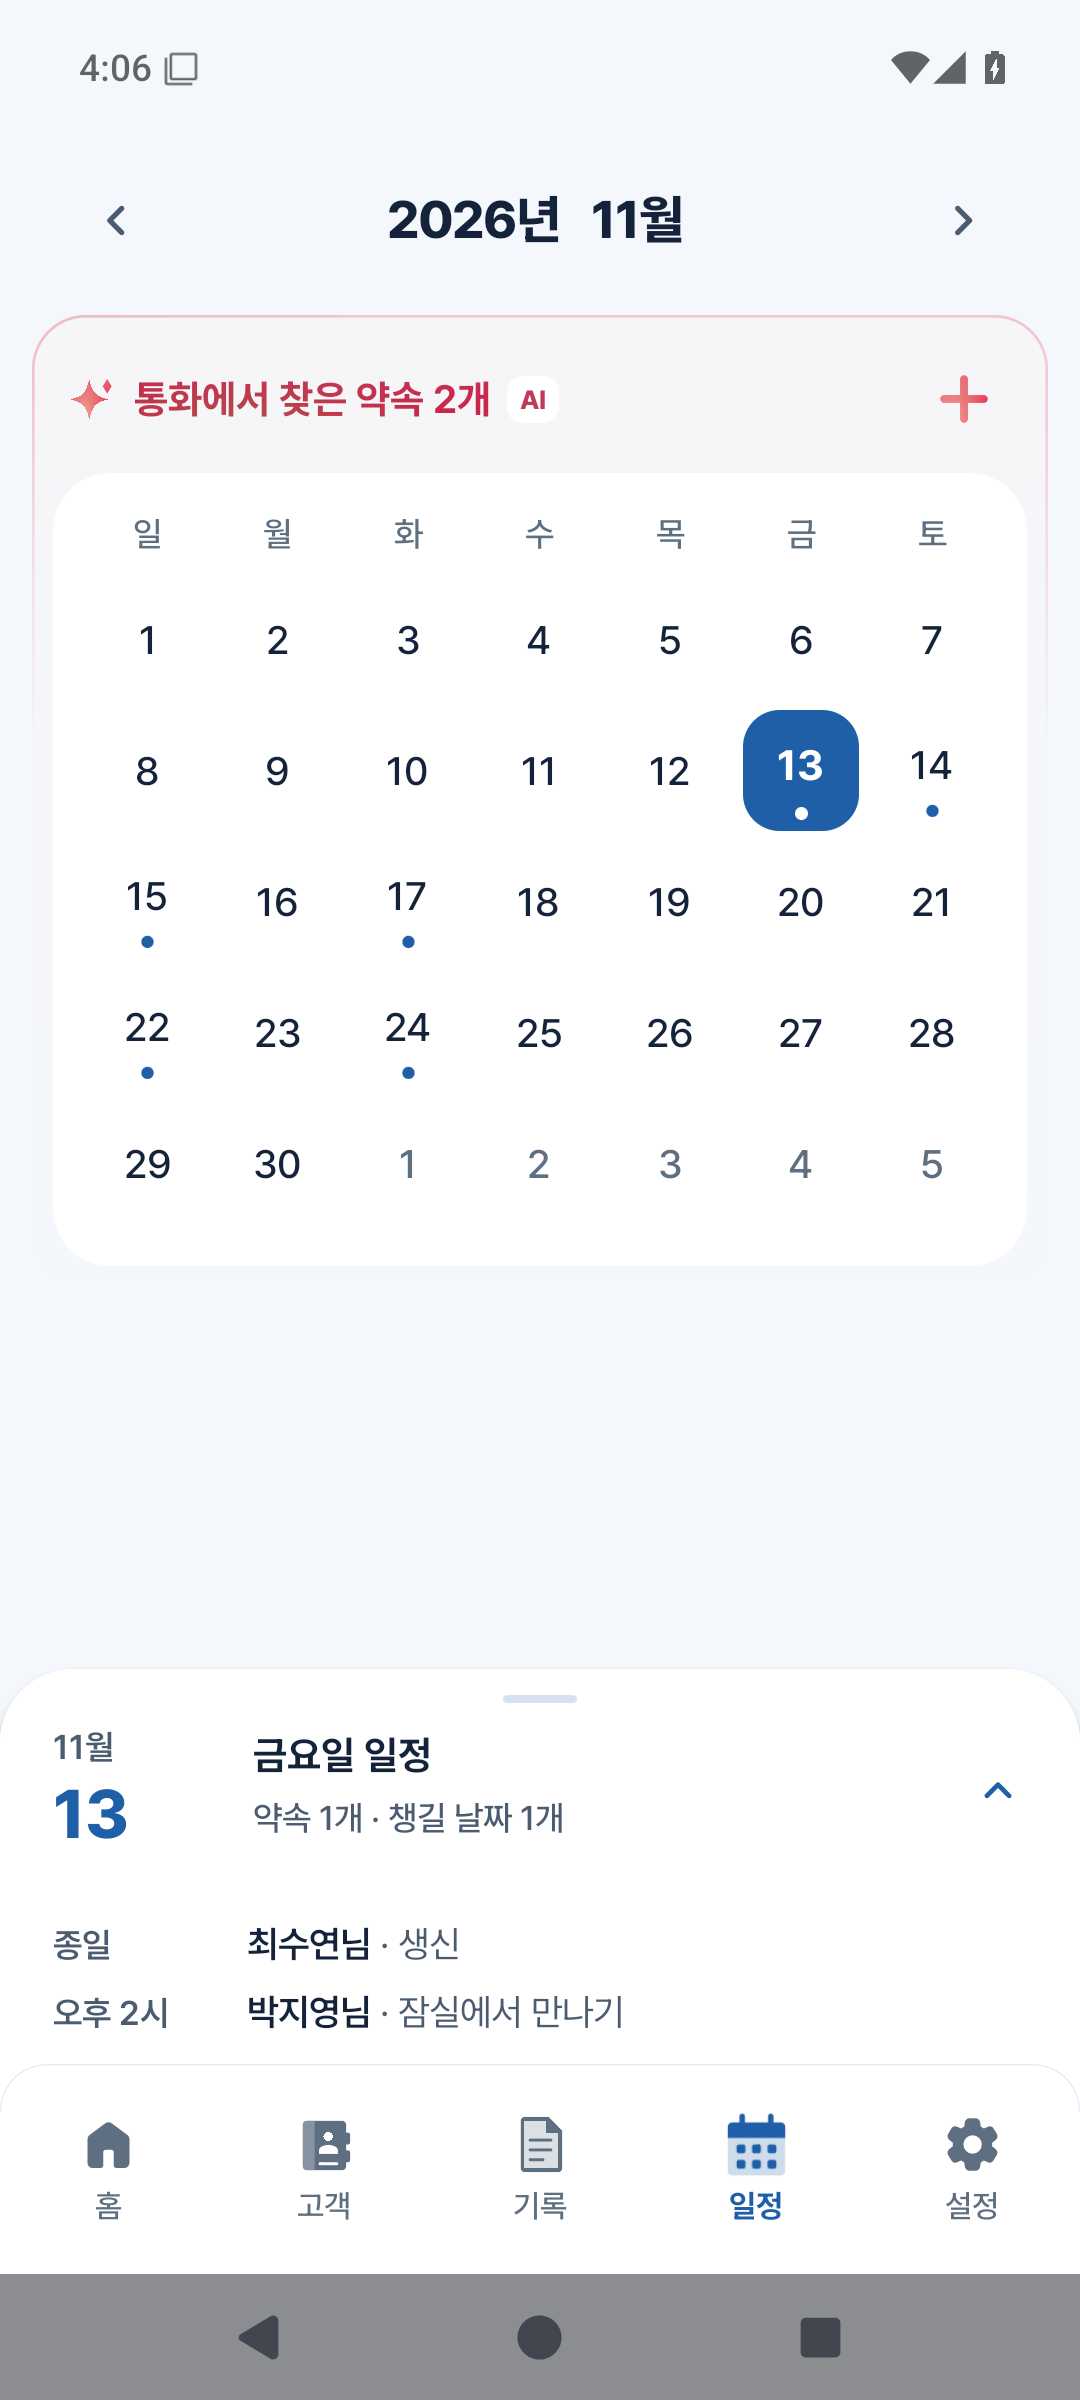 4:06
2026년 11월
통화에서 찾은 약속 2개 AI
일 월 화 수 목 금 토
1 2 3 4 5 6 7
8 9 10 11 12 13 14
15 16 17 18 19 20 21
22 23 24 25 26 27 28
29 30 1 2 3 4 5
11월
13
금요일 일정
약속 1개 · 챙길 날짜 1개
종일 최수연님 · 생신
오후 2시 박지영님 · 잠실에서 만나기
홈 고객 기록 일정 설정